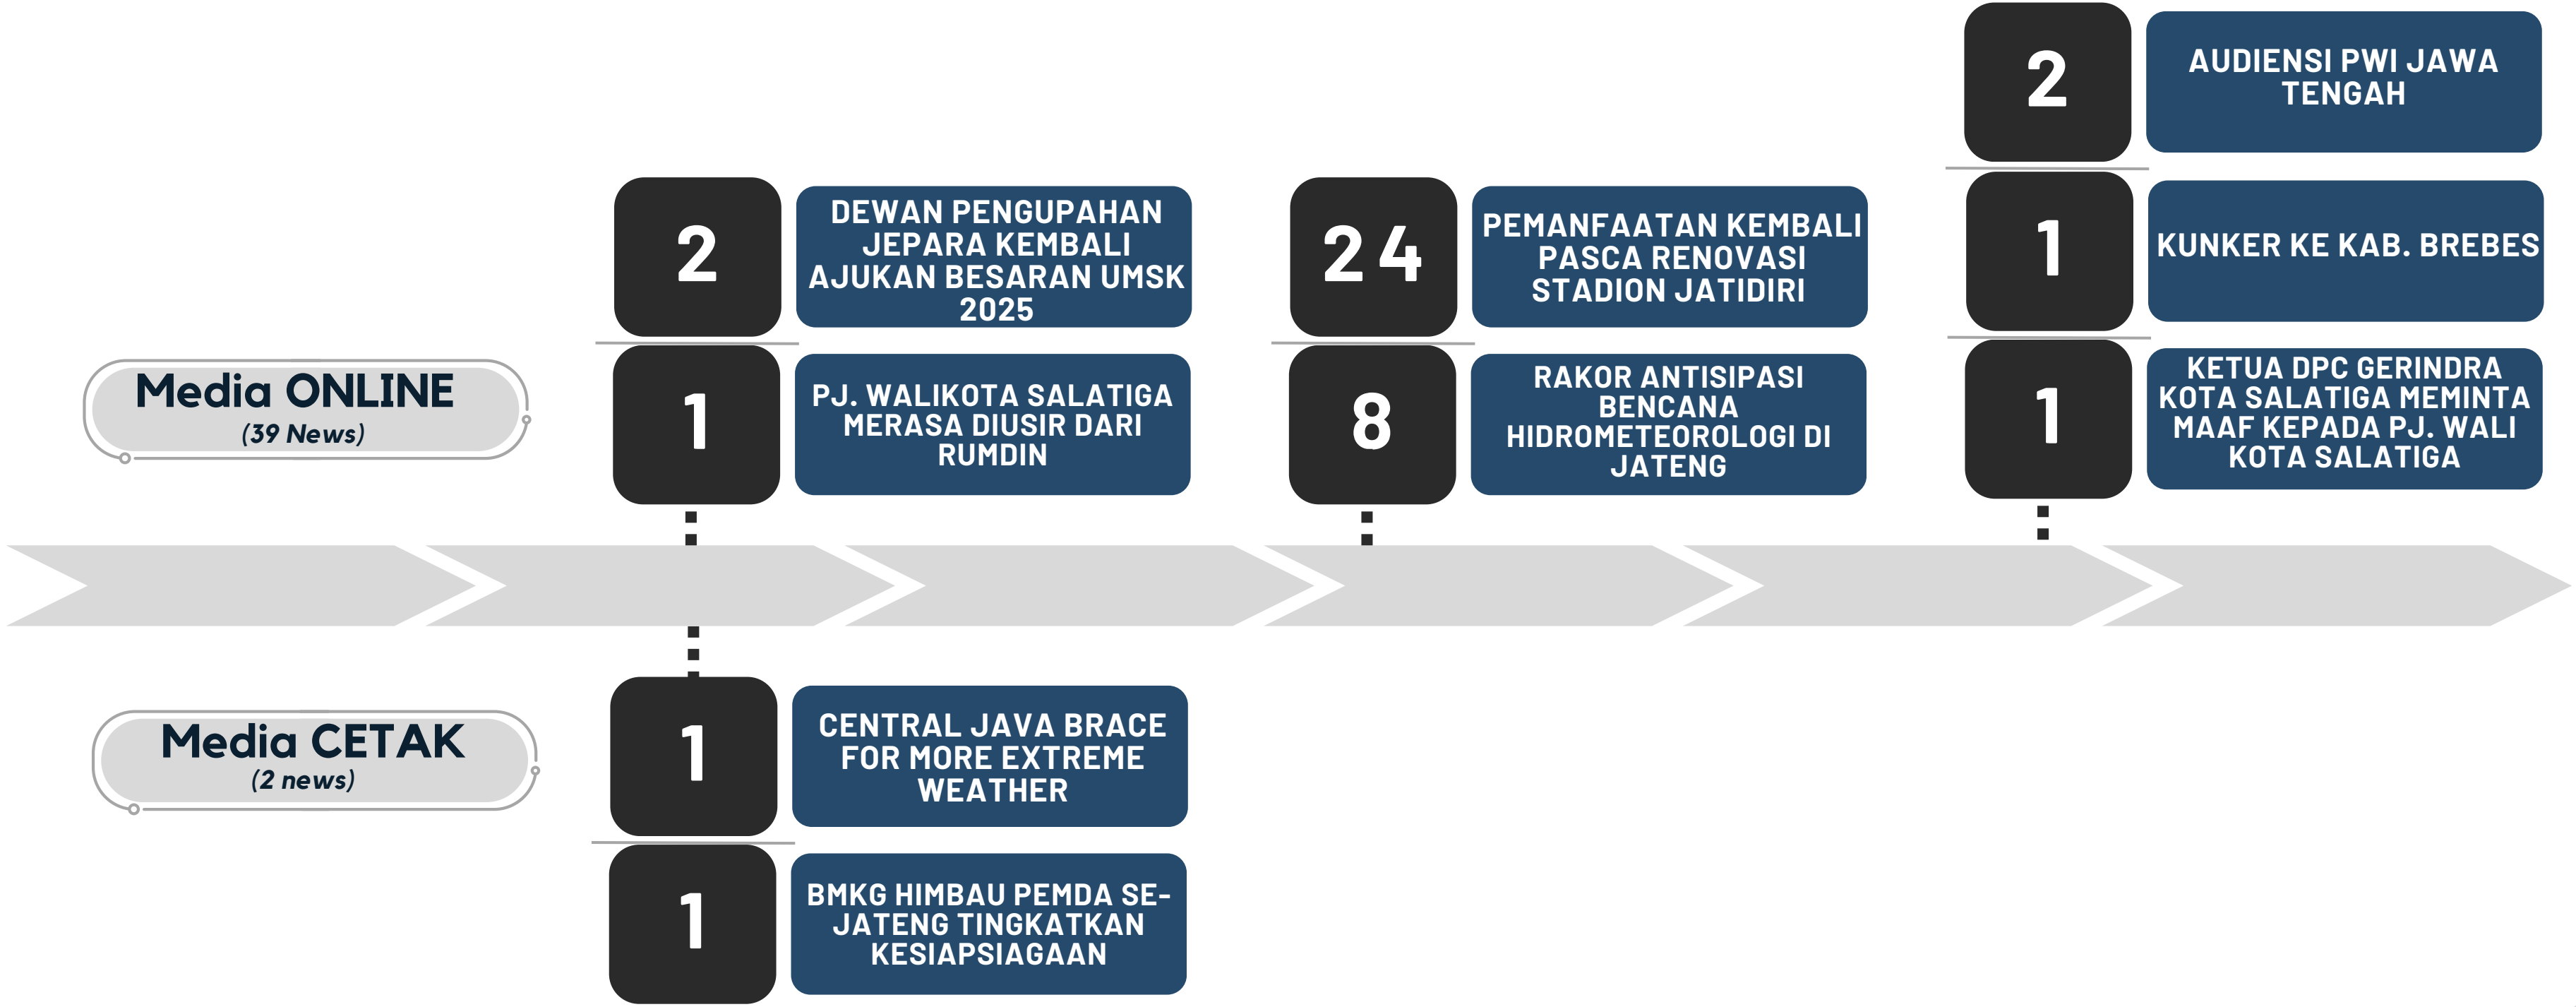 Media ONLINE
(39 News)
2
DEWAN PENGUPAHAN
JEPARA KEMBALI
AJUKAN BESARAN UMSK
2025
1
PJ. WALIKOTA SALATIGA
MERASA DIUSIR DARI
RUMDIN
24
PEMANFAATAN KEMBALI
PASCA RENOVASI
STADION JATIDIRI
8
RAKOR ANTISIPASI
BENCANA
HIDROMETEOROLOGI DI
JATENG
2
AUDIENSI PWI JAWA
TENGAH
1
KUNKER KE KAB. BREBES
1
KETUA DPC GERINDRA
KOTA SALATIGA MEMINTA
MAAF KEPADA PJ. WALI
KOTA SALATIGA
Media CETAK
(2 news)
1
CENTRAL JAVA BRACE
FOR MORE EXTREME
WEATHER
1
BMKG HIMBAU PEMDA SE-
JATENG TINGKATKAN
KESIAPSIAGAAN